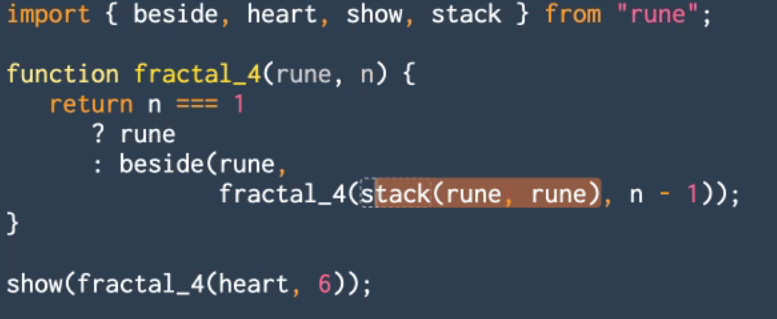 import { beside, heart, show, stack } from "rune";
function fractal_4(rune, n) {
return n === 1
? rune
: beside(rune,
fractal_4(stack(rune, rune), n - 1));
}
show(fractal_4(heart, 6));